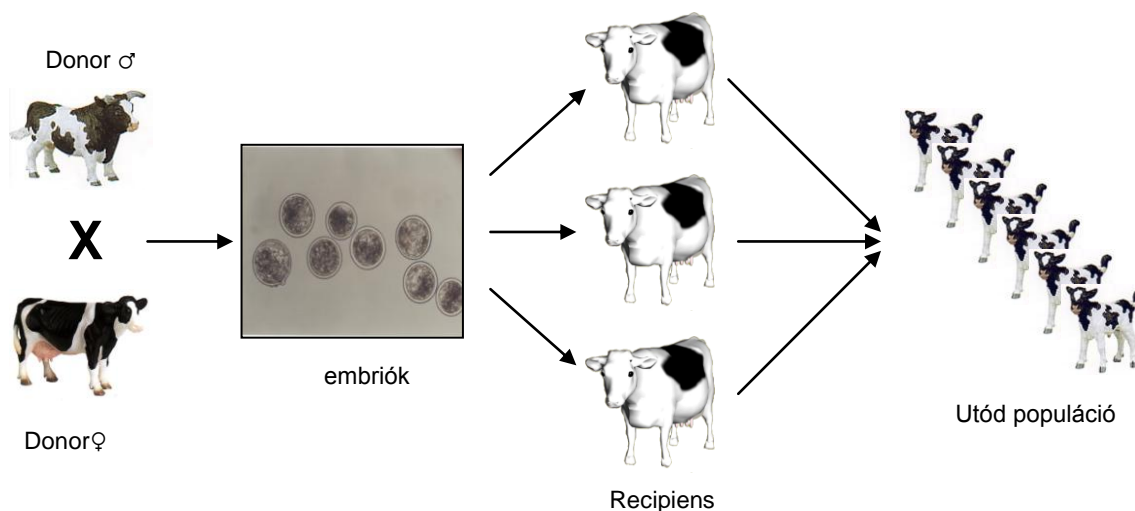 Donor ♂
X
Donor♀
embriók
Recipiens
Utód populáció